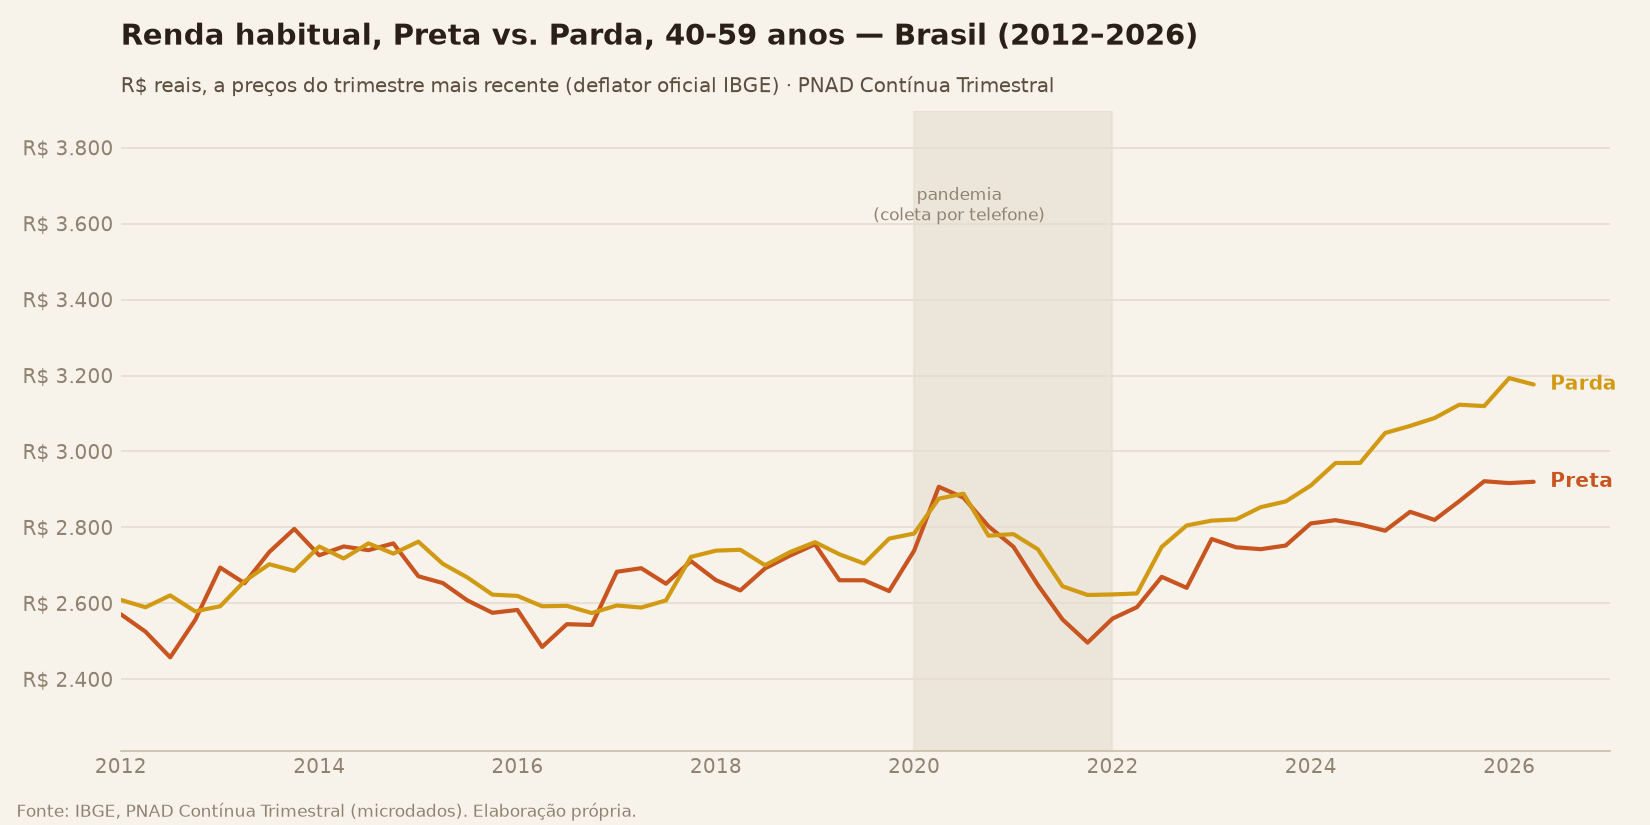 Renda habitual, Preta vs. Parda, 40-59 anos — Brasil (2012–2026)
R$ reais, a preços do trimestre mais recente (deflator oficial IBGE) · PNAD Contínua Trimestral
R$ 3.800
pandemia
(coleta por telefone)
R$ 3.600
R$ 3.400
R$ 3.200
Parda
R$ 3.000
Preta
R$ 2.800
R$ 2.600
R$ 2.400
2012 2014 2016 2018 2020 2022 2024 2026
Fonte: IBGE, PNAD Contínua Trimestral (microdados). Elaboração própria.